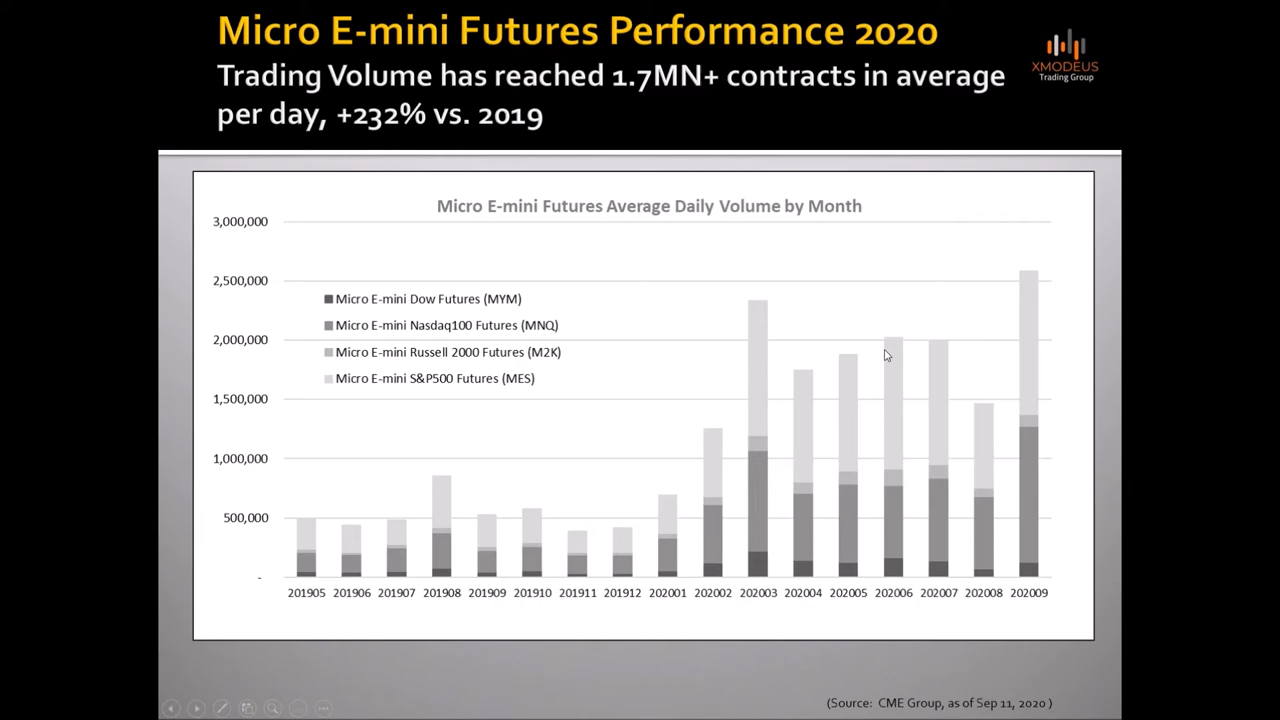 Micro E-mini Futures Performance 2020
Trading Volume has reached 1.7MN+ contracts in average
per day, +232% vs. 2019
XMODEUS
Trading Group
Micro E-mini Futures Average Daily Volume by Month
3,000,000
2,500,000
2,000,000
1,500,000
1,000,000
500,000
-
Micro E-mini Dow Futures (MYM)
Micro E-mini Nasdaq100 Futures (MNQ)
Micro E-mini Russell 2000 Futures (M2K)
Micro E-mini S&P500 Futures (MES)
201905 201906 201907 201908 201909 201910 201911 201912 202001 202002 202003 202004 202005 202006 202007 202008 202009
(Source: CME Group, as of Sep 11, 2020 )